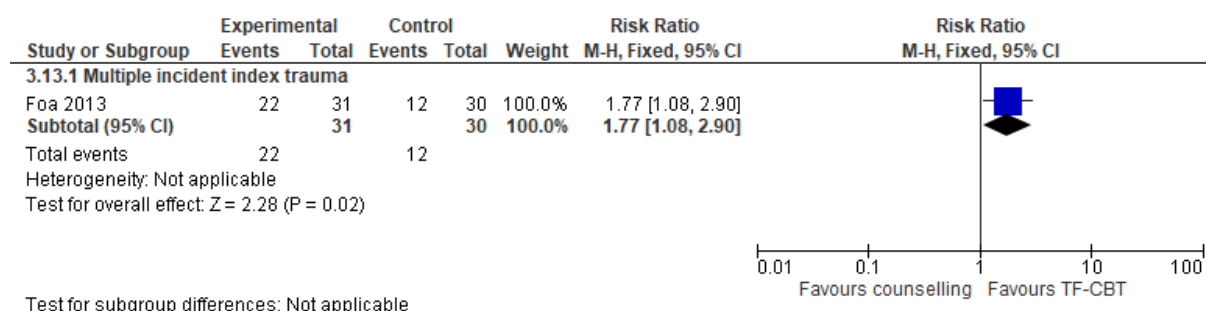 Experimental Control Risk Ratio Risk Ratio
Study or Subgroup Events Total Events Total Weight M-H, Fixed, 95% CI M-H, Fixed, 95% CI
3.13.1 Multiple incident index trauma
Foa 2013 22 31 12 30 100.0% 1.77 [1.08, 2.90]
Subtotal (95% CI) 31 30 100.0% 1.77 [1.08, 2.90]
Total events 22 12
Heterogeneity: Not applicable
Test for overall effect: Z = 2.28 (P = 0.02)
0.01 0.1 1 10 100
Favours counselling Favours TF-CBT
Test for subgroup differences: Not applicable